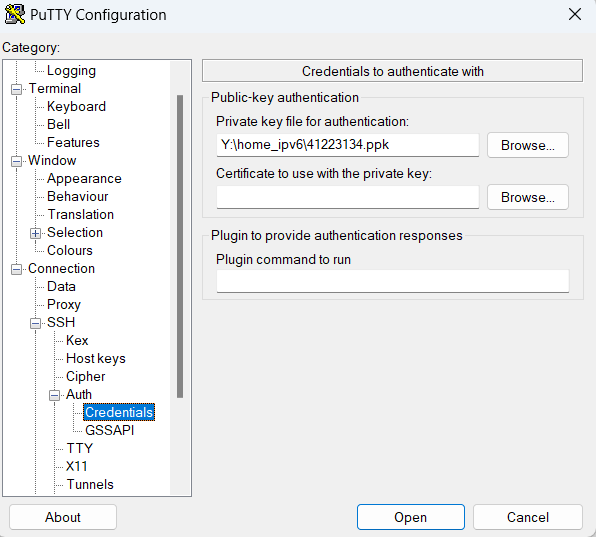 PuTTY Configuration
Category:
Logging
Terminal
Keyboard
Bell
Features
Window
Appearance
Behaviour
Translation
Selection
Colours
Connection
Data
Proxy
SSH
Kex
Host keys
Cipher
Auth
Credentials
GSSAPI
TTY
X11
Tunnels
Credentials to authenticate with
Public-key authentication
Private key file for authentication:
Y:\home_ipv6\41223134.ppk Browse...
Certificate to use with the private key:
Browse...
Plugin to provide authentication responses
Plugin command to run
About Open Cancel